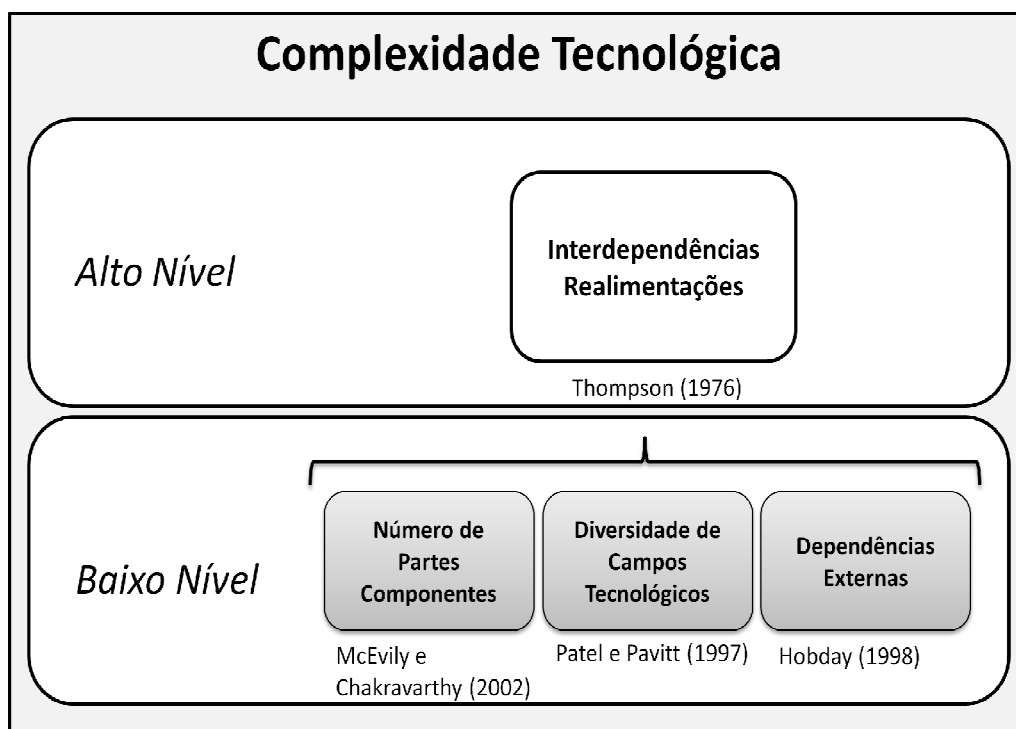 Complexidade Tecnológica
Alto Nível
Interdependências
Realimentações
Thompson (1976)
Baixo Nível
Número de
Partes
Componentes
McEvily e
Chakravarthy (2002)
Diversidade de
Campos
Tecnológicos
Patel e Pavitt (1997)
Dependências
Externas
Hobday (1998)